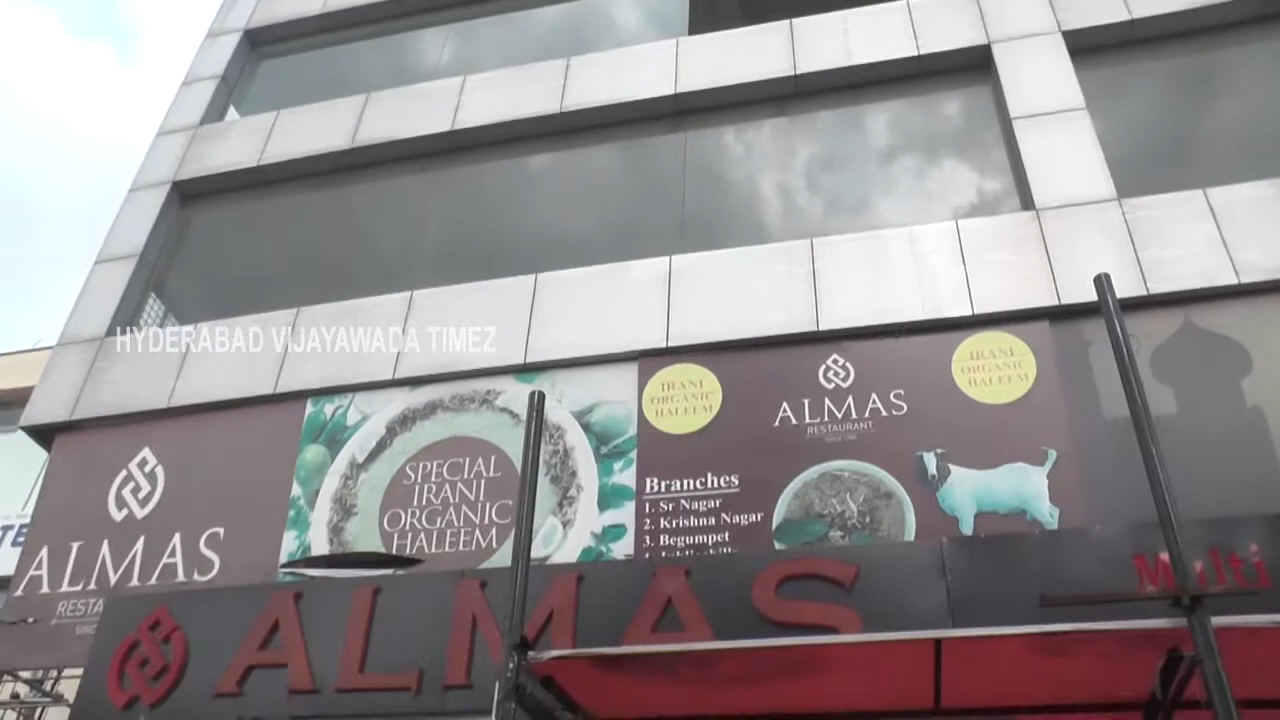 HYDERABAD VIJAYAWADA TIMEZ
ALMAS
SPECIAL
IRANI
ORGANIC
HALEEM
IRANI
ORGANIC
HALEEM
ALMAS
RESTAURANT
IRANI
ORGANIC
HALEEM
Branches
1. Sr Nagar
2. Krishna Nagar
3. Begumpet
ALMAS
Multi